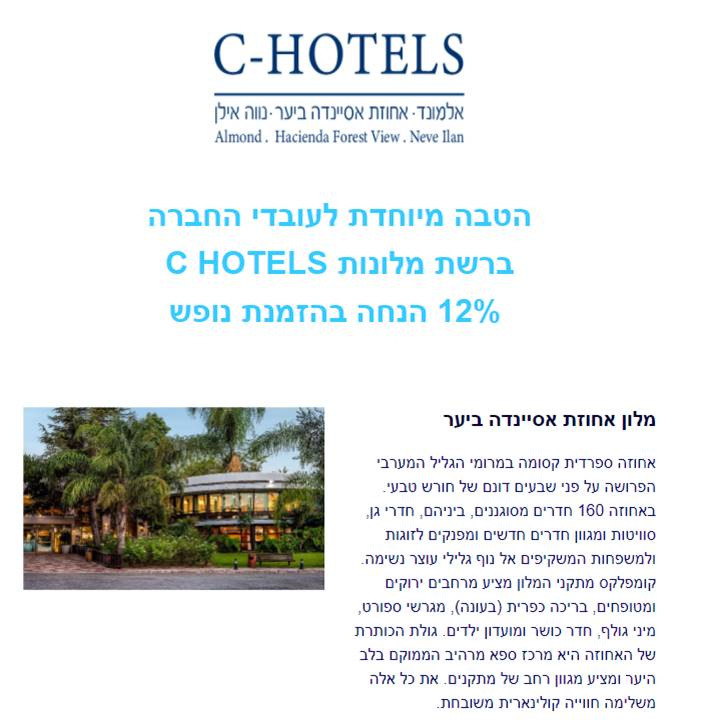 C-HOTELS
אלמונד · אחוזת אסיינדה ביער · נווה אילן
Almond . Hacienda Forest View . Neve Ilan
הטבה מיוחדת לעובדי החברה
ברשת מלונות C HOTELS
12% הנחה בהזמנת נופש
מלון אחוזת אסיינדה ביער
אחוזה ספרדית קסומה במרומי הגליל המערבי
הפרושה על פני שבעים דונם של חורש טבעי.
באחוזה 160 חדרים מסוגננים, ביניהם, חדרי גן,
סוויטות ומגוון חדרים חדשים ומפנקים לזוגות
ולמשפחות המשקיפים אל נוף גלילי עוצר נשימה.
קומפלקס מתקני המלון מציע מרחבים ירוקים
ומטופחים, בריכה כפרית (בעונה), מגרשי ספורט,
מיני גולף, חדר כושר ומועדון ילדים. גולת הכותרת
של האחוזה היא מרכז ספא מרהיב הממוקם בלב
היער ומציע מגוון רחב של מתקנים. את כל אלה
משלימה חווייה קולינארית משובחת.